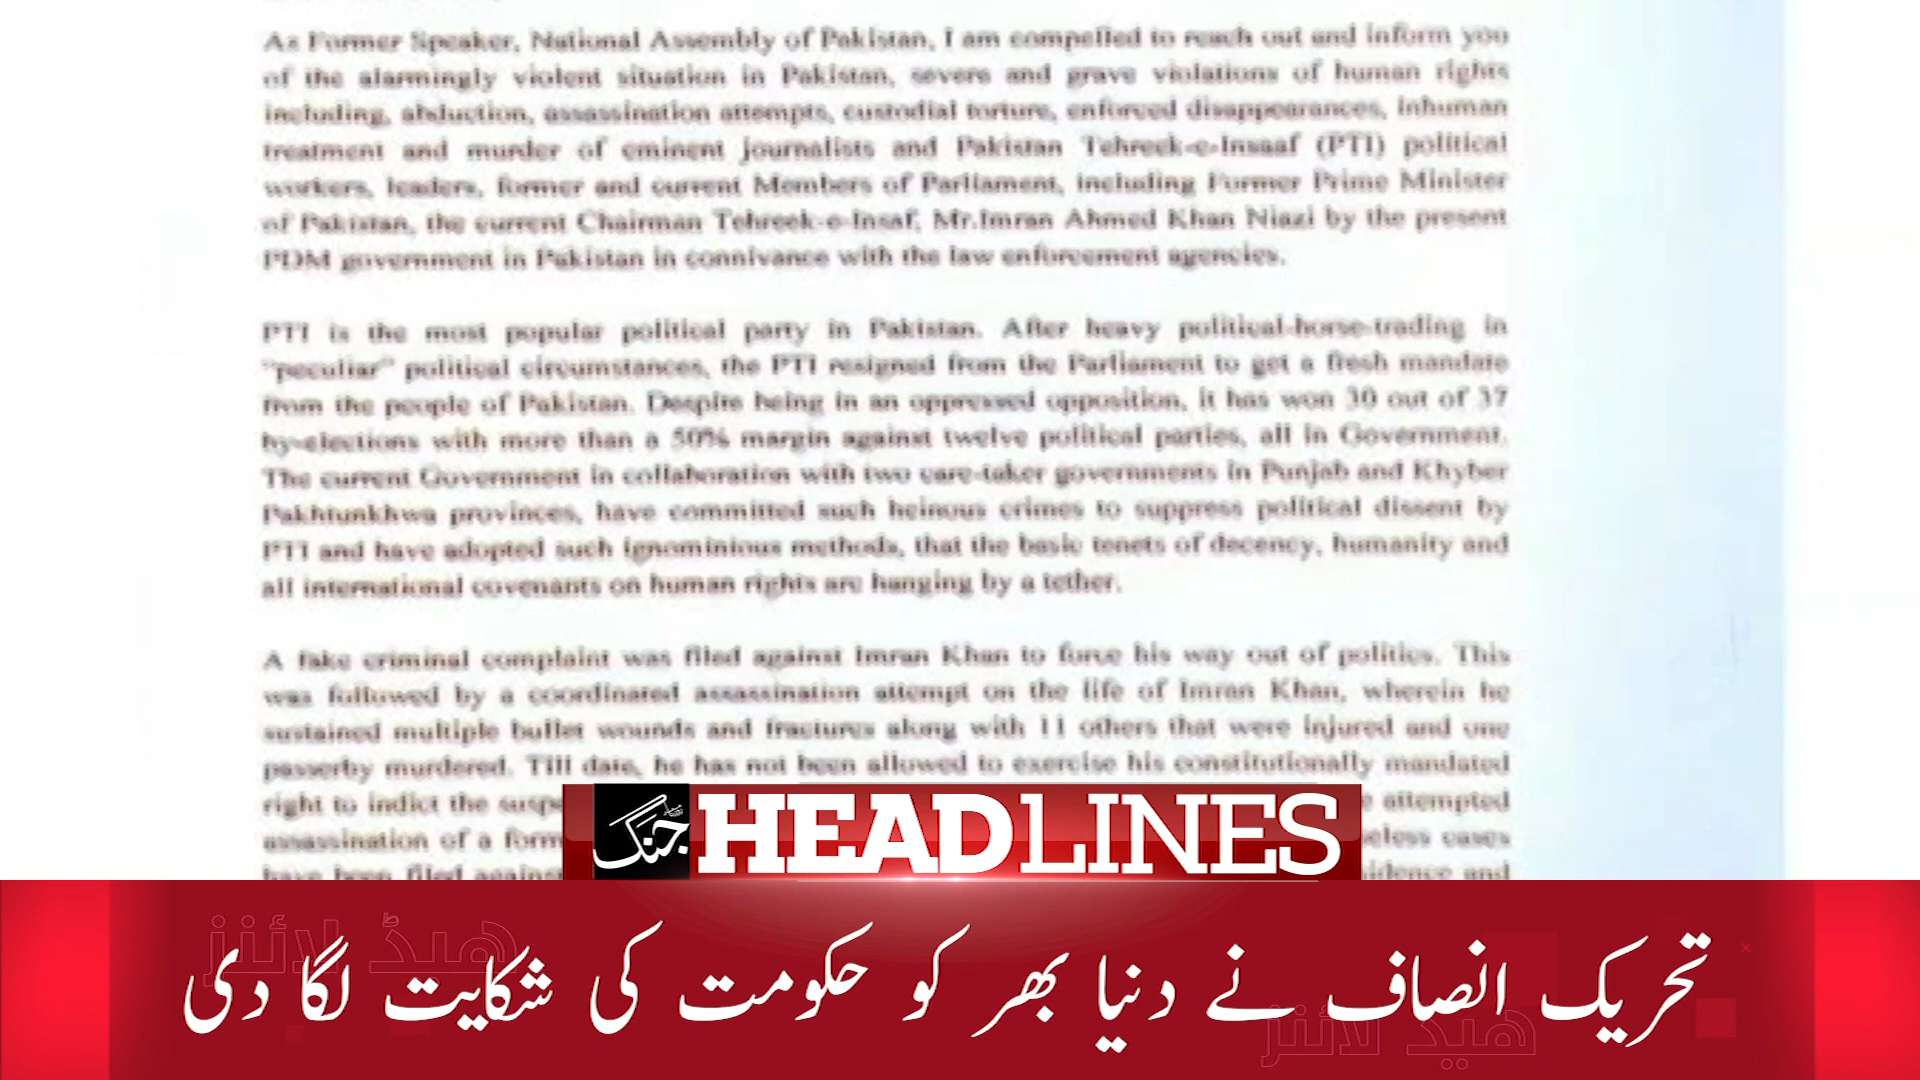 As Former Speaker, National Assembly of Pakistan, I am compelled to reach out and inform you
of the alarmingly violent situation in Pakistan, severe and grave violations of human rights
including, abduction, assassination attempts, custodial torture, enforced disappearances, inhuman
treatment and murder of eminent journalists and Pakistan Tehreek-e-Insaaf (PTI) political
workers, leaders, former and current Members of Parliament, including Former Prime Minister
of Pakistan, the current Chairman Tehreek-e-Insaf, Mr.Imran Ahmed Khan Niazi by the present
PDM government in Pakistan in connivance with the law enforcement agencies.
PTI is the most popular political party in Pakistan. After heavy political-horse-trading in
"peculiar" political circumstances, the PTI resigned from the Parliament to get a fresh mandate
from the people of Pakistan. Despite being in an oppressed opposition, it has won 30 out of 37
by-elections with more than a 50% margin against twelve political parties, all in Government.
The current Government in collaboration with two care-taker governments in Punjab and Khyber
Pakhtunkhwa provinces, have committed such heinous crimes to suppress political dissent by
PTI and have adopted such ignominious methods, that the basic tenets of decency, humanity and
all international covenants on human rights are hanging by a tether.
A fake criminal complaint was filed against Imran Khan to force his way out of politics. This
was followed by a coordinated assassination attempt on the life of Imran Khan, wherein he
sustained multiple bullet wounds and fractures along with 11 others that were injured and one
passerby murdered. Till date, he has not been allowed to exercise his constitutionally mandated
right to indict the attempted
assassination of a cases
have been filed against and
جنگ HEADLINES
تحریک انصاف نے دنیا بھر کو حکومت کی شکایت لگا دی
ہیڈ لائنز
ہیڈ لائنز